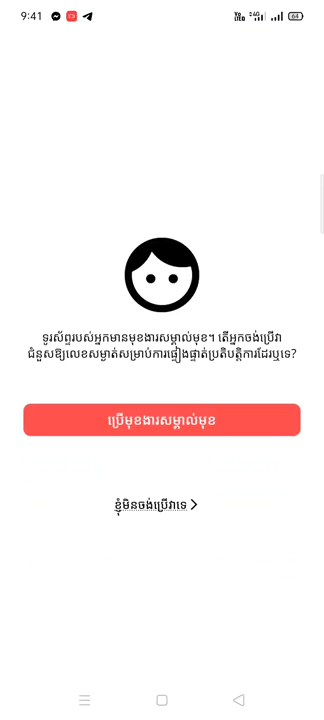 9:41
Vo LTE 4G 64
ទូរស័ព្ទរបស់អ្នកមានមុខងារសម្គាល់មុខ។ តើអ្នកចង់ប្រើវា
ជំនួសឱ្យលេខសម្ងាត់សម្រាប់ការផ្ទៀងផ្ទាត់ប្រតិបត្តិការដែរឬទេ?
ប្រើមុខងារសម្គាល់មុខ
ខ្ញុំមិនចង់ប្រើវាទេ